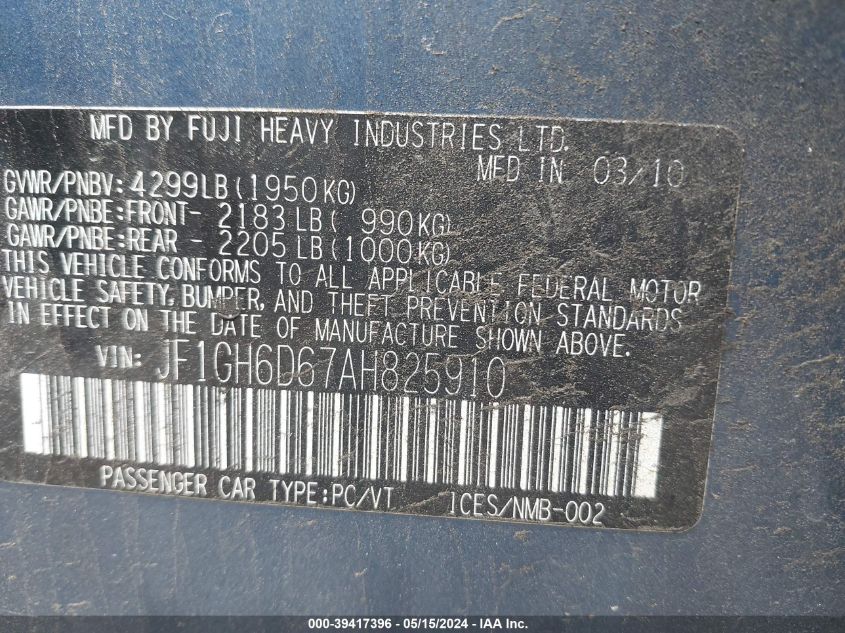 MFD BY FUJI HEAVY INDUSTRIES LTD.
MFD IN 03/10
GVWR/PNBV:4299LB(1950KG)
GAWR/PNBE:FRONT- 2183LB( 990KG)
GAWR/PNBE:REAR - 2205LB(1000KG)
THIS VEHICLE CONFORMS TO ALL APPLICABLE FEDERAL MOTOR
VEHICLE SAFETY, BUMPER, AND THEFT PREVENTION STANDARDS
IN EFFECT ON THE DATE OF MANUFACTURE SHOWN ABOVE.
VIN: JF1GH6D67AH825910
PASSENGER CAR TYPE:PC/VT ICES/NMB-002
000-39417396 - 05/15/2024 - IAA Inc.